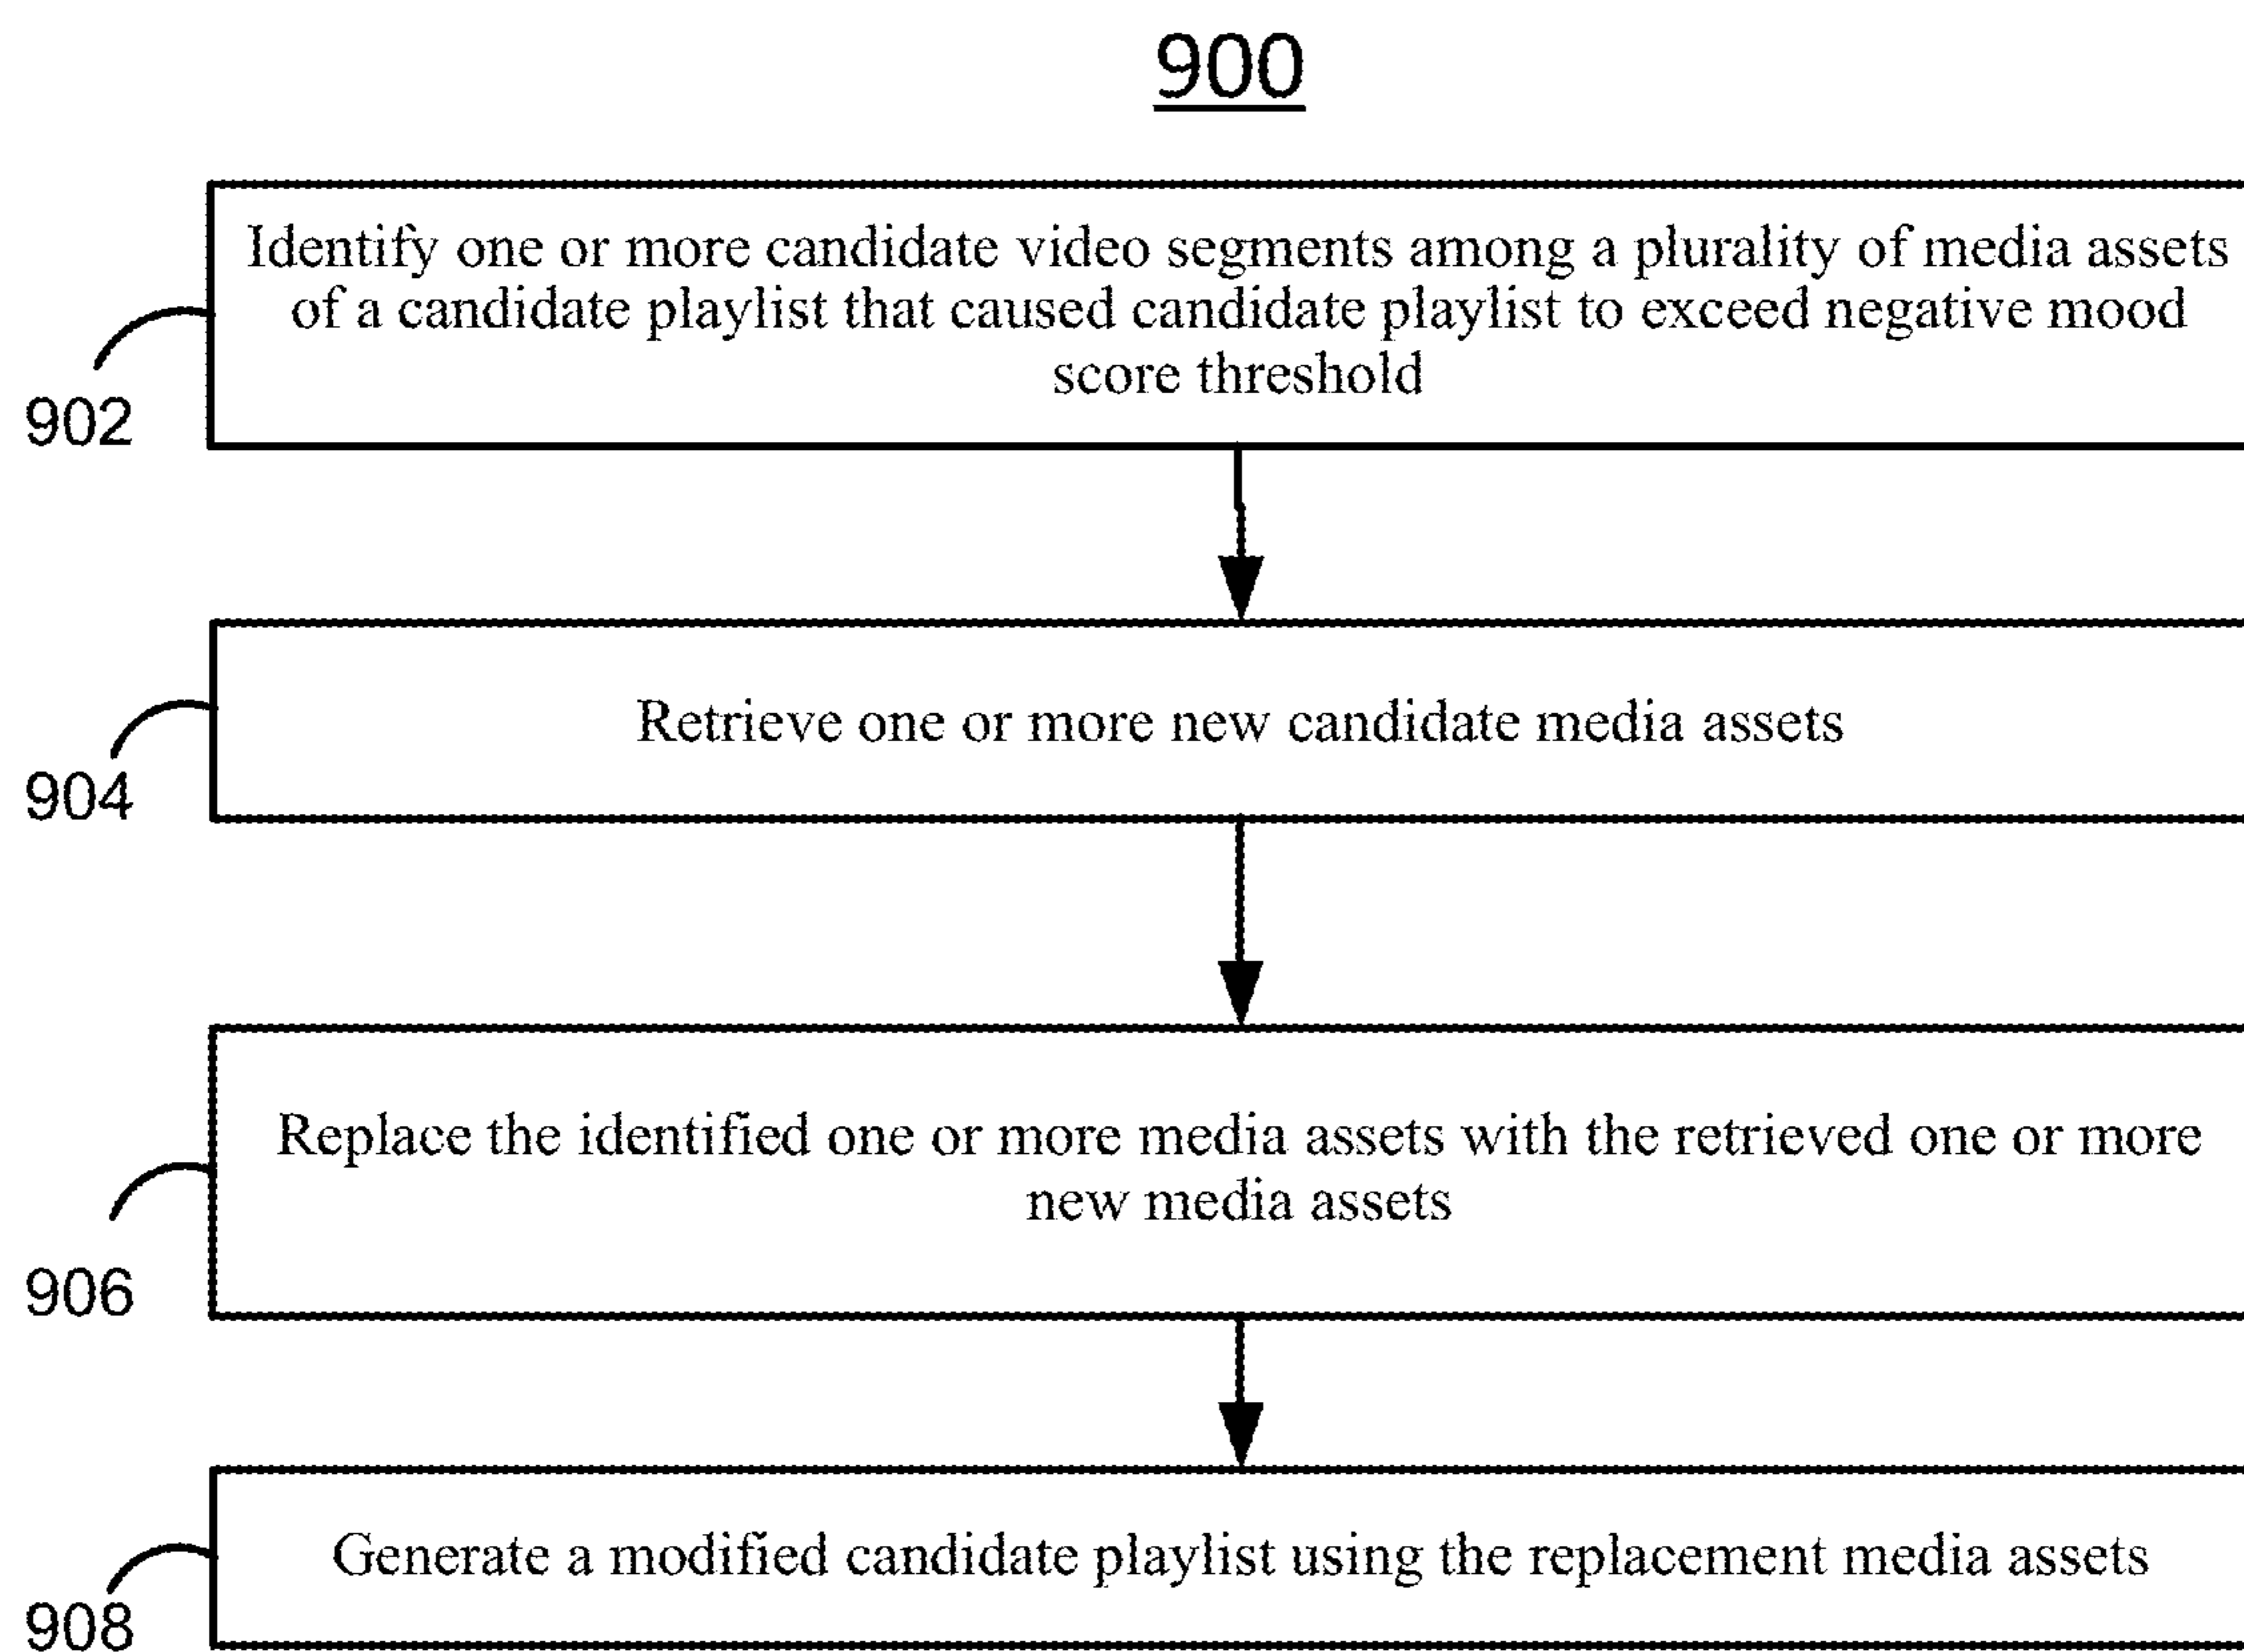 900
Identify one or more candidate video segments among a plurality of media assets
of a candidate playlist that caused candidate playlist to exceed negative mood
score threshold
902
Retrieve one or more new candidate media assets
904
Replace the identified one or more media assets with the retrieved one or more
new media assets
906
Generate a modified candidate playlist using the replacement media assets
908